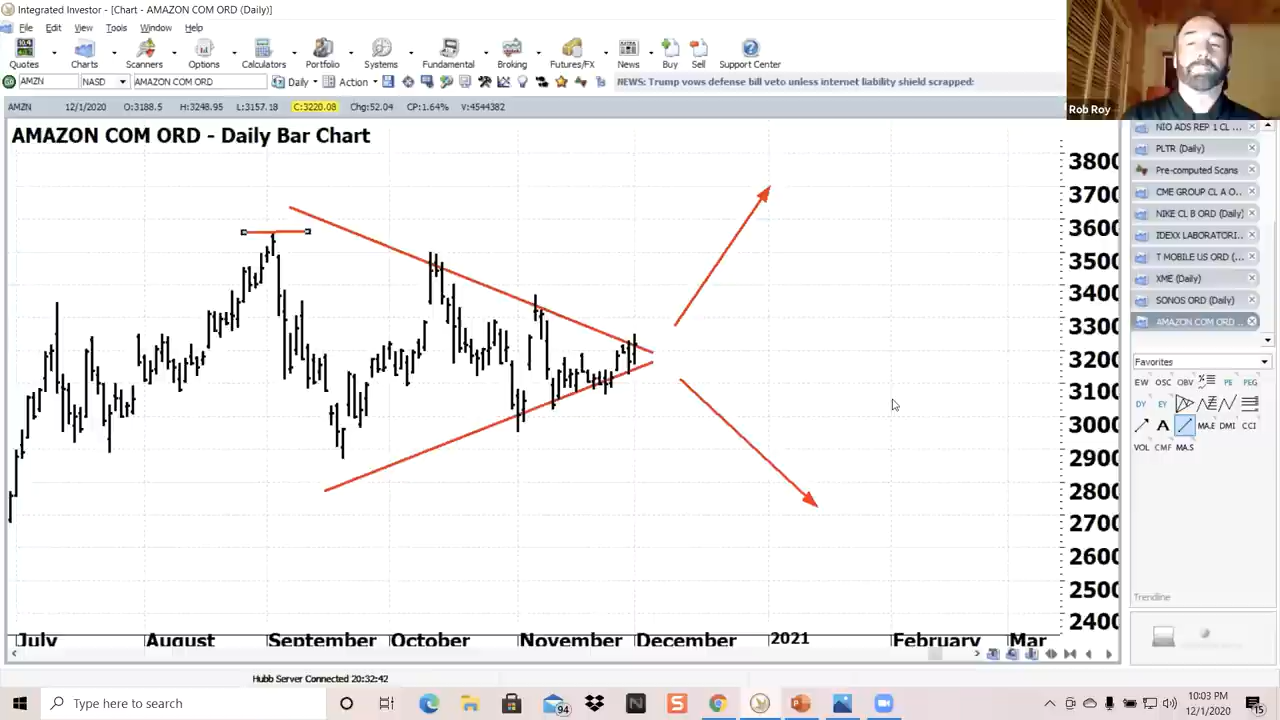 Integrated Investor - [Chart - AMAZON COM ORD (Daily)]
File Edit View Tools Window Help
Quotes Charts Scanners Options Calculators Portfolio Systems Fundamental Broking Futures/FX News Buy Sell Support Center
AMZN NASD AMAZON COM ORD Daily Action NEWS: Trump vows defense bill veto unless internet liability shield scrapped:
AMZN 12/1/2020 O:3188.5 H:3248.95 L:3157.18 C:3220.08 Chg:52.04 CP:1.64% V:4544382
Rob Roy
AMAZON COM ORD - Daily Bar Chart
3800
3700
3600
3500
3400
3300
3200
3100
3000
2900
2800
2700
2600
2500
2400
July August September October November December 2021 February Mar
NIO ADS REP 1 CL ...
PLTR (Daily)
Pre-computed Scans
CME GROUP CL A O...
NIKE CL B ORD (Daily)
IDEXX LABORATORI...
T MOBILE US ORD (...
XME (Daily)
SONOS ORD (Daily)
AMAZON COM ORD ...
Favorites
EW OSC OBV PE PEG
DY EY
A MA.E DMI CCI
VOL CMF MA.S
Trendline
Hubb Server Connected 20:32:42
Type here to search
94
10:03 PM
12/1/2020
15